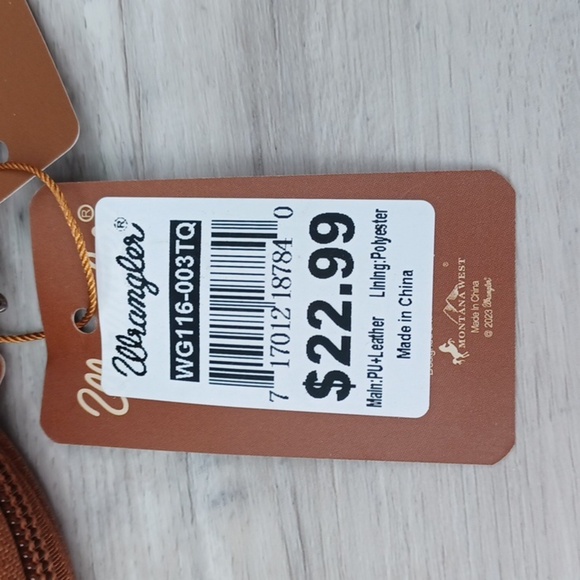 Wrangler®
WG116-003TQ
7 17012 18784 0
$22.99
Main:PU+Leather Lining:Polyester
Made in China
®
MONTANA WEST
Made In China
© 2023 Wrangler®